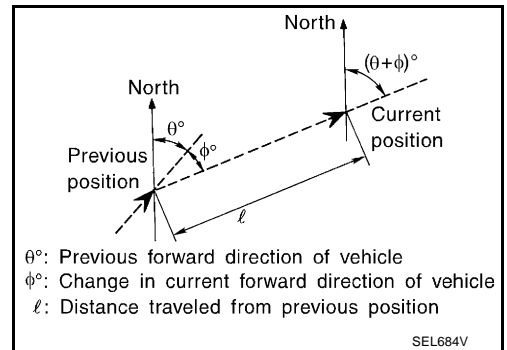 North
(θ+ϕ)°
North
θ°
ϕ°
Current
position
Previous
position
ℓ
θ°: Previous forward direction of vehicle
ϕ°: Change in current forward direction of vehicle
ℓ: Distance traveled from previous position
SEL684V